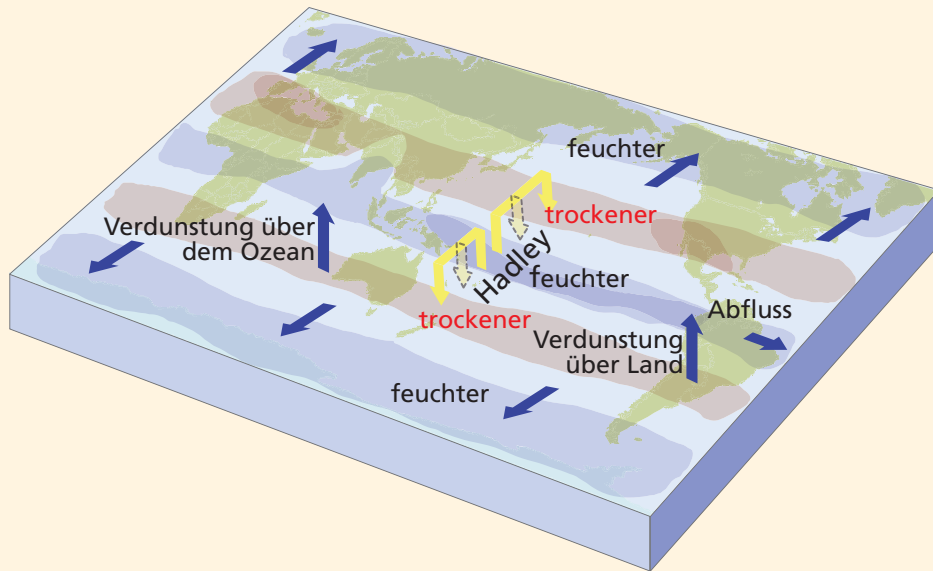 feuchter
trockener
Verdunstung über
dem Ozean
Hadley
feuchter
Abfluss
trockener
Verdunstung
über Land
feuchter